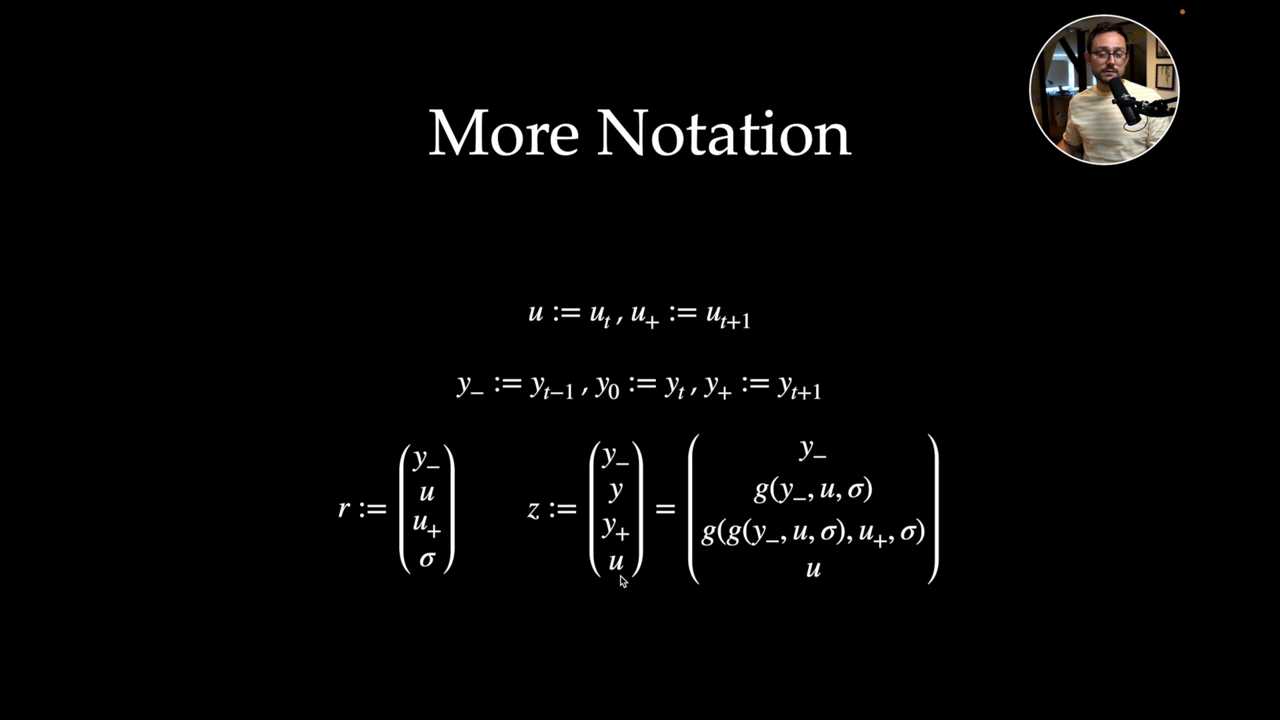 More Notation
u := u_t , u_+ := u_{t+1}
y_− := y_{t−1} , y_0 := y_t , y_+ := y_{t+1}
r := (y_− u u_+ σ) z := (y_− y y_+ u) = (y_− g(y_−, u, σ) g(g(y_−, u, σ), u_+, σ) u)